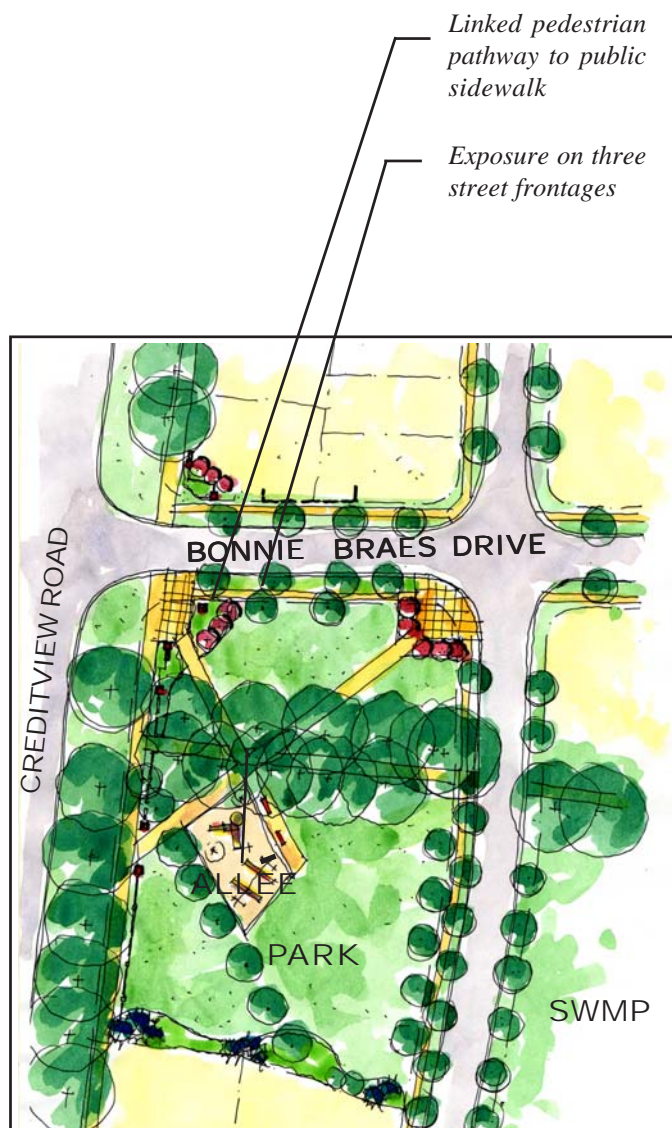 Linked pedestrian
pathway to public
sidewalk
Exposure on three
street frontages
BONNIE BRAES DRIVE
CREDITVIEW ROAD
ALLEE
PARK
SWMP